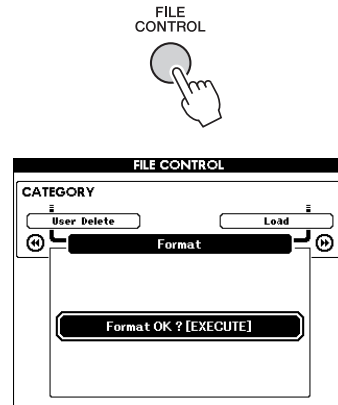 FILE
CONTROL
FILE CONTROL
CATEGORY
User Delete Load
Format
Format OK ? [EXECUTE]